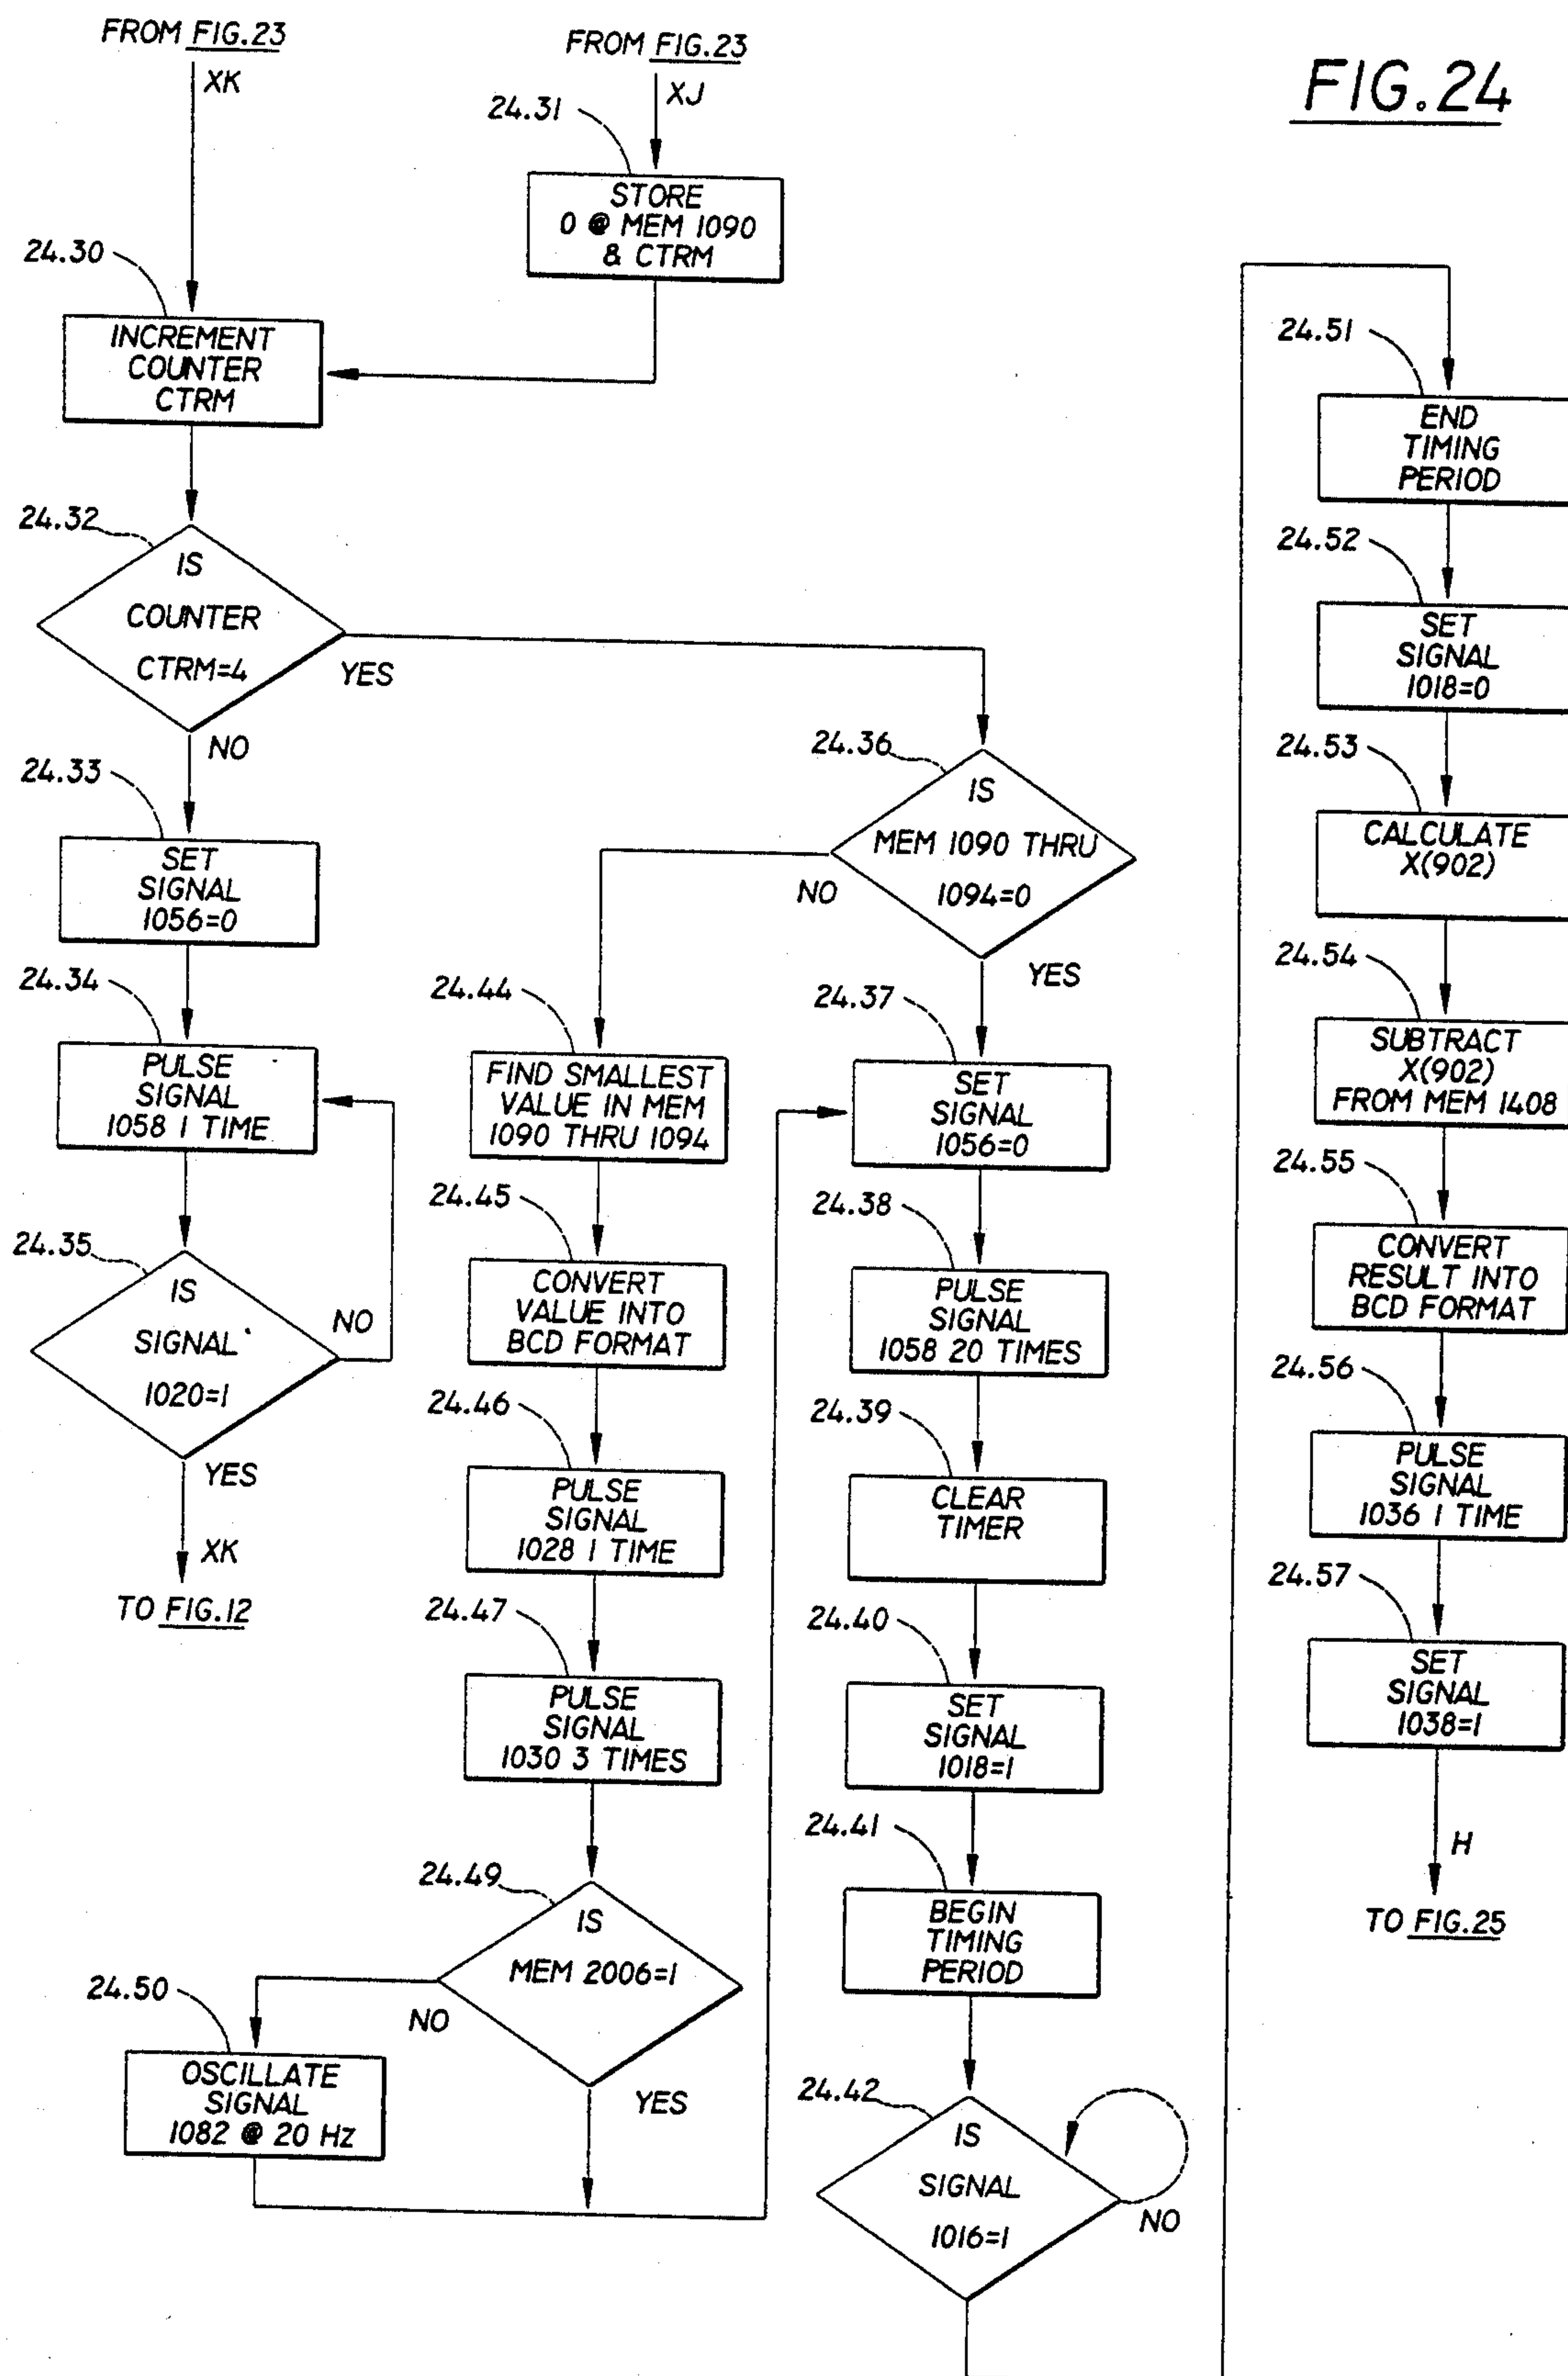 FROM FIG.23
XK
FROM FIG.23
XJ
FIG.24
24.31
STORE
0 @ MEM 1090
& CTRM
24.30
INCREMENT
COUNTER
CTRM
24.32
IS
COUNTER
CTRM=4
YES
NO
24.33
SET
SIGNAL
1056=0
24.34
PULSE
SIGNAL
1058 1 TIME
24.35
IS
SIGNAL
1020=1
NO
YES
XK
TO FIG.12
24.36
IS
MEM 1090 THRU
1094=0
NO
YES
24.44
FIND SMALLEST
VALUE IN MEM
1090 THRU 1094
24.45
CONVERT
VALUE INTO
BCD FORMAT
24.46
PULSE
SIGNAL
1028 1 TIME
24.47
PULSE
SIGNAL
1030 3 TIMES
24.49
IS
MEM 2006=1
NO
YES
24.50
OSCILLATE
SIGNAL
1082 @ 20 HZ
24.37
SET
SIGNAL
1056=0
24.38
PULSE
SIGNAL
1058 20 TIMES
24.39
CLEAR
TIMER
24.40
SET
SIGNAL
1018=1
24.41
BEGIN
TIMING
PERIOD
24.42
IS
SIGNAL
1016=1
NO
24.51
END
TIMING
PERIOD
24.52
SET
SIGNAL
1018=0
24.53
CALCULATE
X(902)
24.54
SUBTRACT
X(902)
FROM MEM 1408
24.55
CONVERT
RESULT INTO
BCD FORMAT
24.56
PULSE
SIGNAL
1036 1 TIME
24.57
SET
SIGNAL
1038=1
H
TO FIG.25